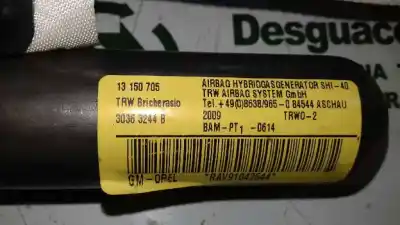 Desguac
13 150 705
TRW Bricherasio
3036 3244 B
AIRBAG HYBRIDGASGENERATOR SHI-40
TRW AIRBAG SYSTEM GmbH
Tel.+49(0)8638/965-0 84544 ASCHAU
2009 TRWO-2
BAM-PT1 -0614
GM-OPEL